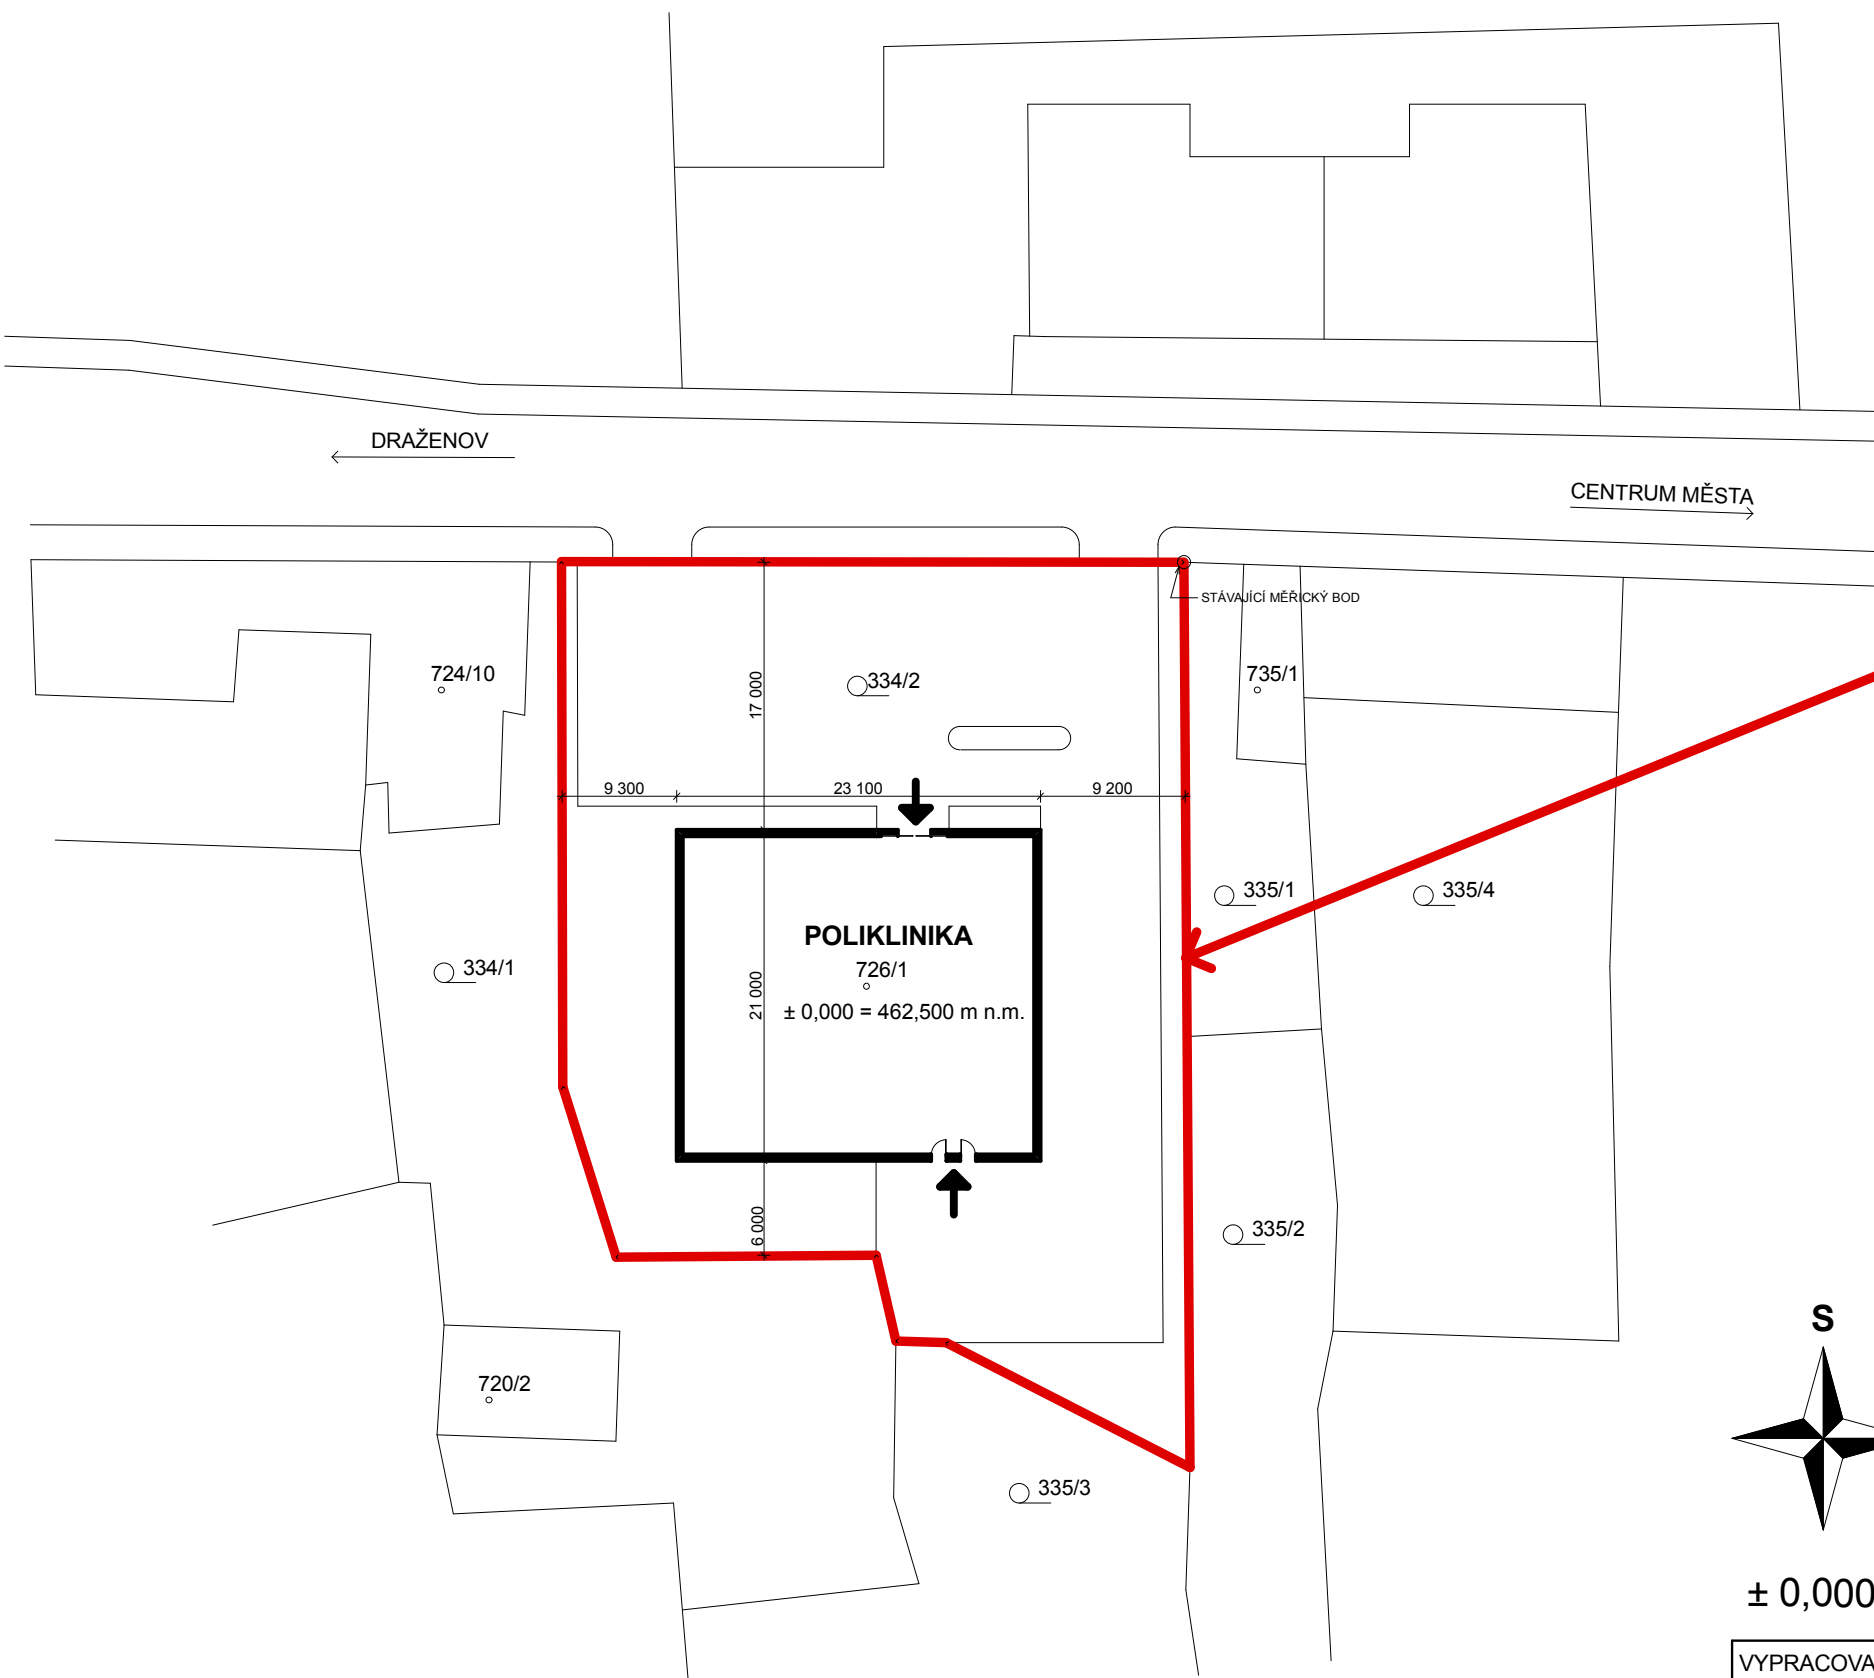 DRAŽENOV
CENTRUM MĚSTA
STÁVAJÍCÍ MĚŘICKÝ BOD
724/10
334/2
735/1
17 000
9 300
23 100
9 200
335/1
335/4
POLIKLINIKA
726/1
± 0,000 = 462,500 m n.m.
334/1
21 000
6 000
335/2
S
720/2
335/3
± 0,000
VYPRACOVA